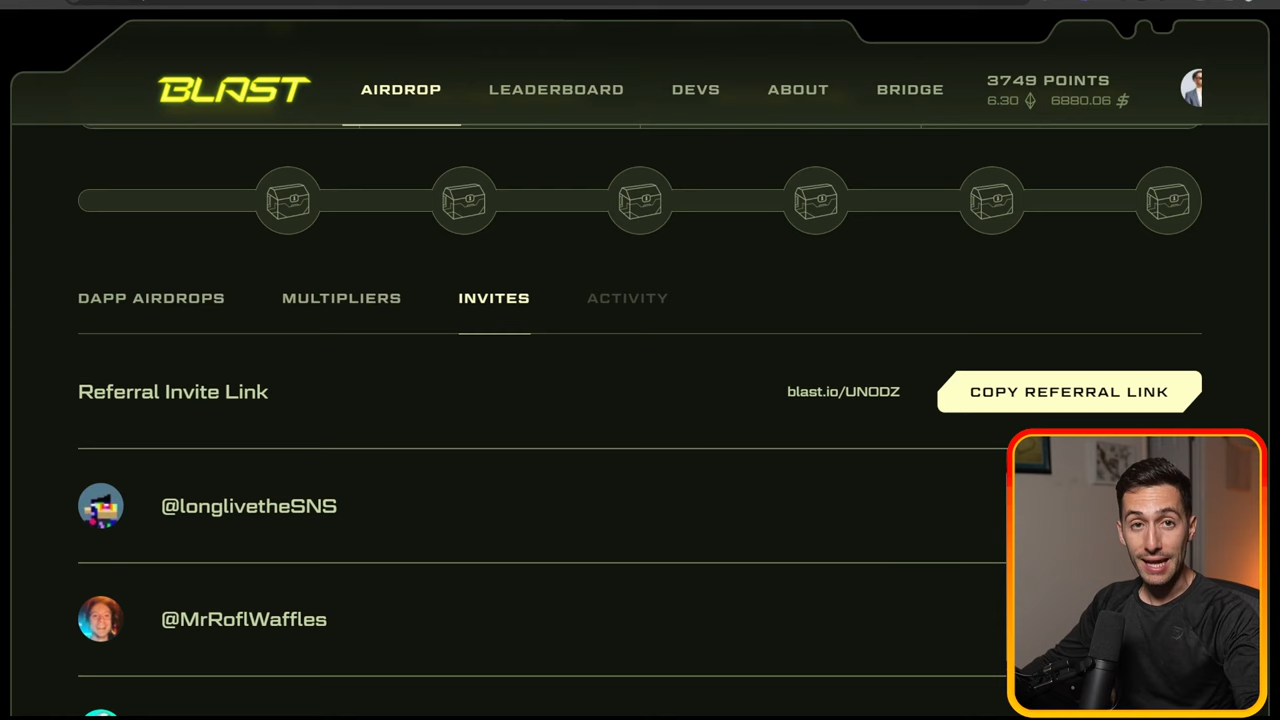 BLAST
AIRDROP
LEADERBOARD
DEVS
ABOUT
BRIDGE
3749 POINTS
6.30 6880.06 $
DAPP AIRDROPS
MULTIPLIERS
INVITES
ACTIVITY
Referral Invite Link
blast.io/UNODZ
COPY REFERRAL LINK
@longlivetheSNS
@MrRoflWaffles